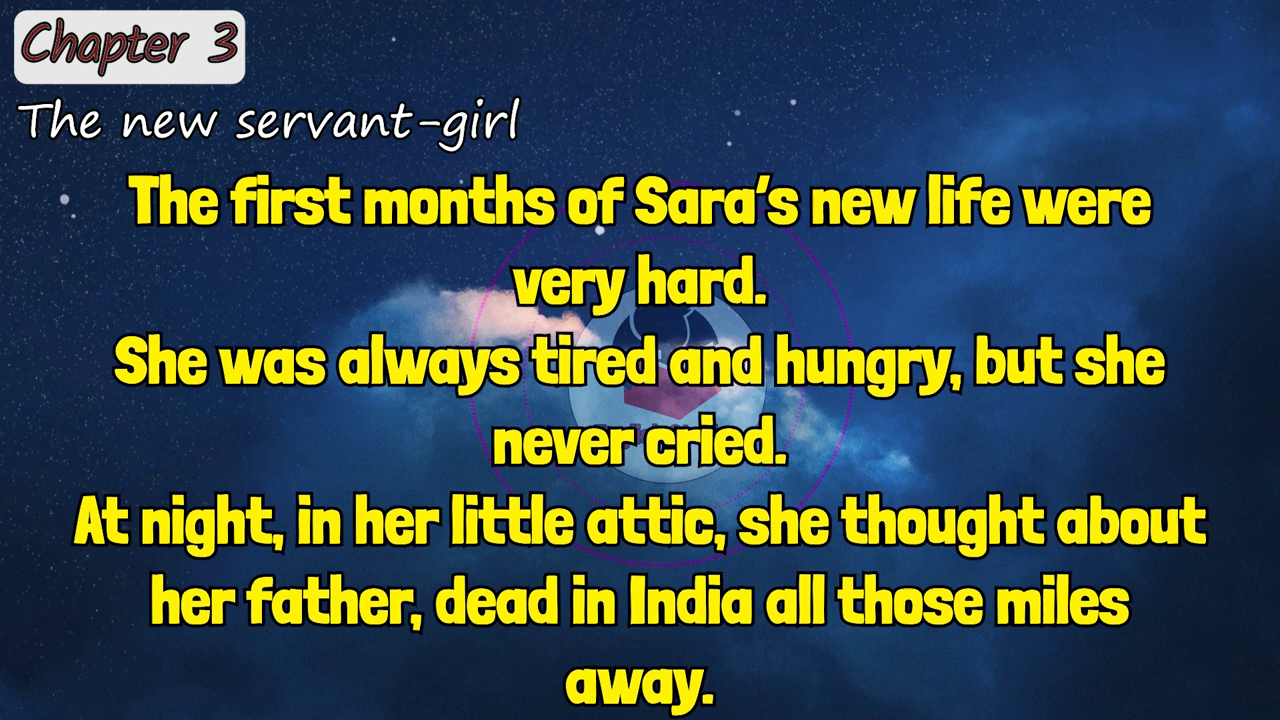 Chapter 3
The new servant-girl
The first months of Sara's new life were
very hard.
She was always tired and hungry, but she
never cried.
At night, in her little attic, she thought about
her father, dead in India all those miles
away.